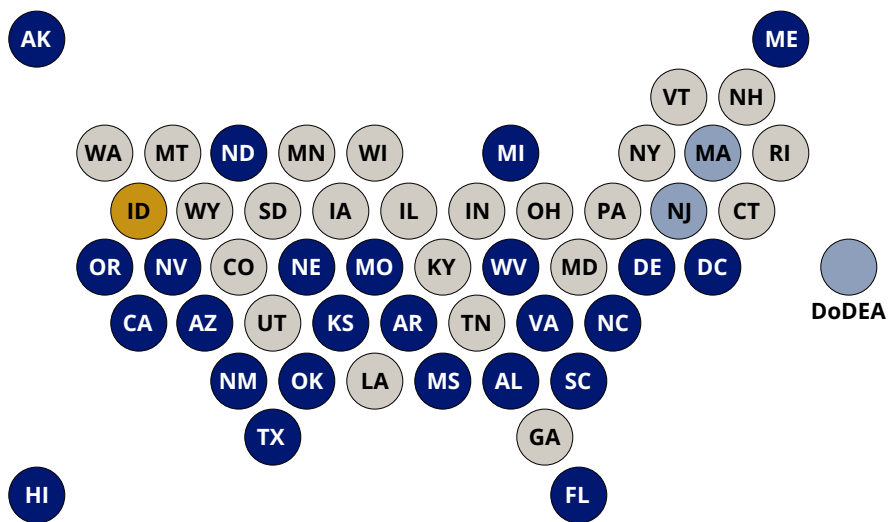 AK ME
VT NH
WA MT ND MN WI MI NY MA RI
ID WY SD IA IL IN OH PA NJ CT
OR NV CO NE MO KY WV MD DE DC
DoDEA
CA AZ UT KS AR TN VA NC
NM OK LA MS AL SC
TX GA
HI FL